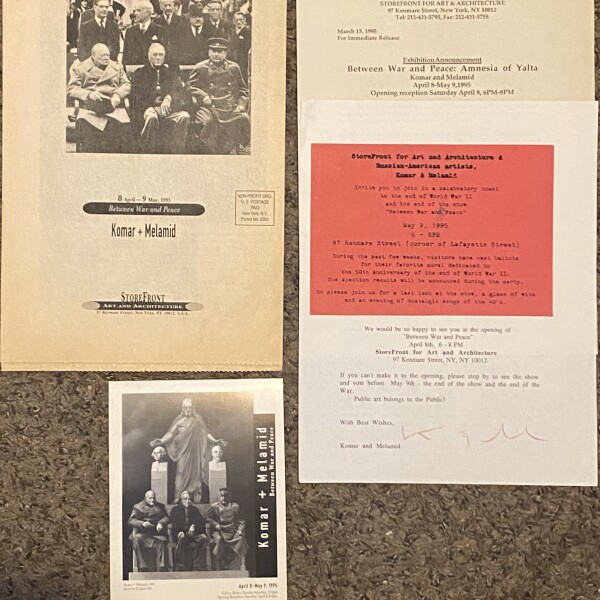 8 April — 9 May, 1995
Between War and Peace
Komar + Melamid
NON-PROFIT ORG.
U.S. POSTAGE
PAID
New York, N.Y.
STOREFRONT
ART AND ARCHITECTURE
97 KENMARE STREET, NEW YORK, NY, 10012, U.S.A.
STOREFRONT FOR ART & ARCHITECTURE
97 Kenmare Street, New York, NY 10012
Tel: 212-431-5795, Fax: 212-431-5755
March 15, 1995
For Immediate Release
Exhibition Announcement
Between War and Peace: Amnesia of Yalta
Komar and Melamid
April 8-May 9, 1995
Opening reception Saturday April 8, 6PM-8PM
StoreFront for Art and Architecture &
Russian-American artists,
Komar & Melamid
Invite you to join in a celebratory toast
to the end of World War II
and the end of the show
"Between War and Peace"
May 9, 1995
6 - 8PM
97 Kenmare Street (corner of Lafayette Street)
During the past few weeks, visitors have cast ballots
for their favorite mural dedicated to
the 50th Anniversary of the end of World War II.
The election results will be announced during the party.
So please join us for a last look at the show, a glass of wine
and an evening of nostalgic songs of the 40's.
We would be so happy to see you at the opening of
"Between War and Peace"
April 8th, 6 - 8 PM
StoreFront for Art and Architecture
97 Kenmare Street, NY, NY 10012
If you can't make it to the opening, please stop by to see the show
and vote before May 9th - the end of the show and the end of the
War.
Public art belongs to the Public!
With Best Wishes,
Komar and Melamid
Komar + Melamid
Between War and Peace
April 8-May 9, 1995